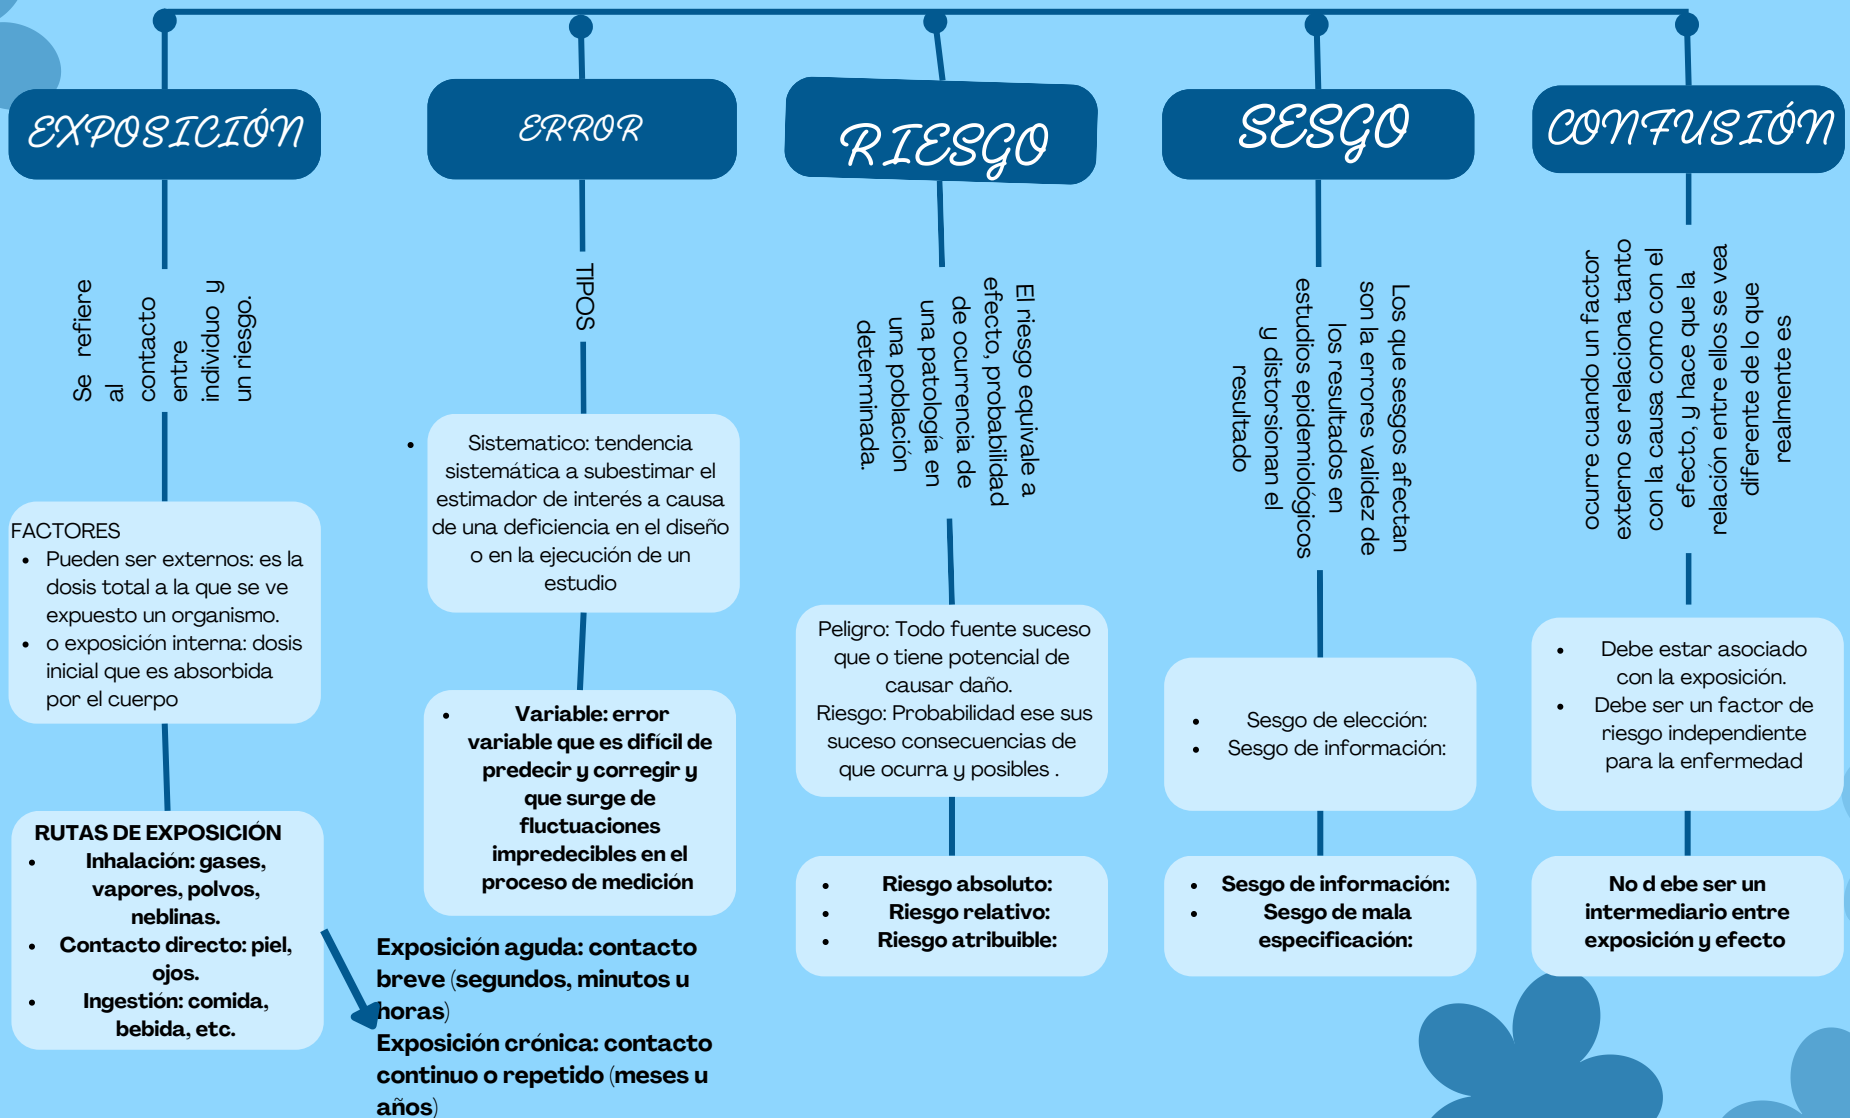 EXPOSICIÓN
Se refiere
al
contacto
entre
individuo y
un riesgo.
FACTORES
• Pueden ser externos: es la
dosis total a la que se ve
expuesto un organismo.
• o exposición interna: dosis
inicial que es absorbida
por el cuerpo
RUTAS DE EXPOSICIÓN
• Inhalación: gases,
vapores, polvos,
neblinas.
• Contacto directo: piel,
ojos.
• Ingestión: comida,
bebida, etc.
Exposición aguda: contacto
breve (segundos, minutos u
horas)
Exposición crónica: contacto
continuo o repetido (meses u
años)
ERROR
TIPOS
• Sistematico: tendencia
sistemática a subestimar el
estimador de interés a causa
de una deficiencia en el diseño
o en la ejecución de un
estudio
• Variable: error
variable que es difícil de
predecir y corregir y
que surge de
fluctuaciones
impredecibles en el
proceso de medición
RIESGO
El riesgo equivale a
efecto, probabilidad
de ocurrencia de
una patología en
una población
determinada.
Peligro: Todo fuente suceso
que o tiene potencial de
causar daño.
Riesgo: Probabilidad ese sus
suceso consecuencias de
que ocurra y posibles .
• Riesgo absoluto:
• Riesgo relativo:
• Riesgo atribuible:
SESGO
Los que sesgos afectan
son la errores validez de
los resultados en
estudios epidemiológicos
y distorsionan el
resultado
• Sesgo de elección:
• Sesgo de información:
• Sesgo de información:
• Sesgo de mala
especificación:
CONFUSIÓN
ocurre cuando un factor
externo se relaciona tanto
con la causa como con el
efecto, y hace que la
relación entre ellos se vea
diferente de lo que
realmente es
• Debe estar asociado
con la exposición.
• Debe ser un factor de
riesgo independiente
para la enfermedad
No d ebe ser un
intermediario entre
exposición y efecto